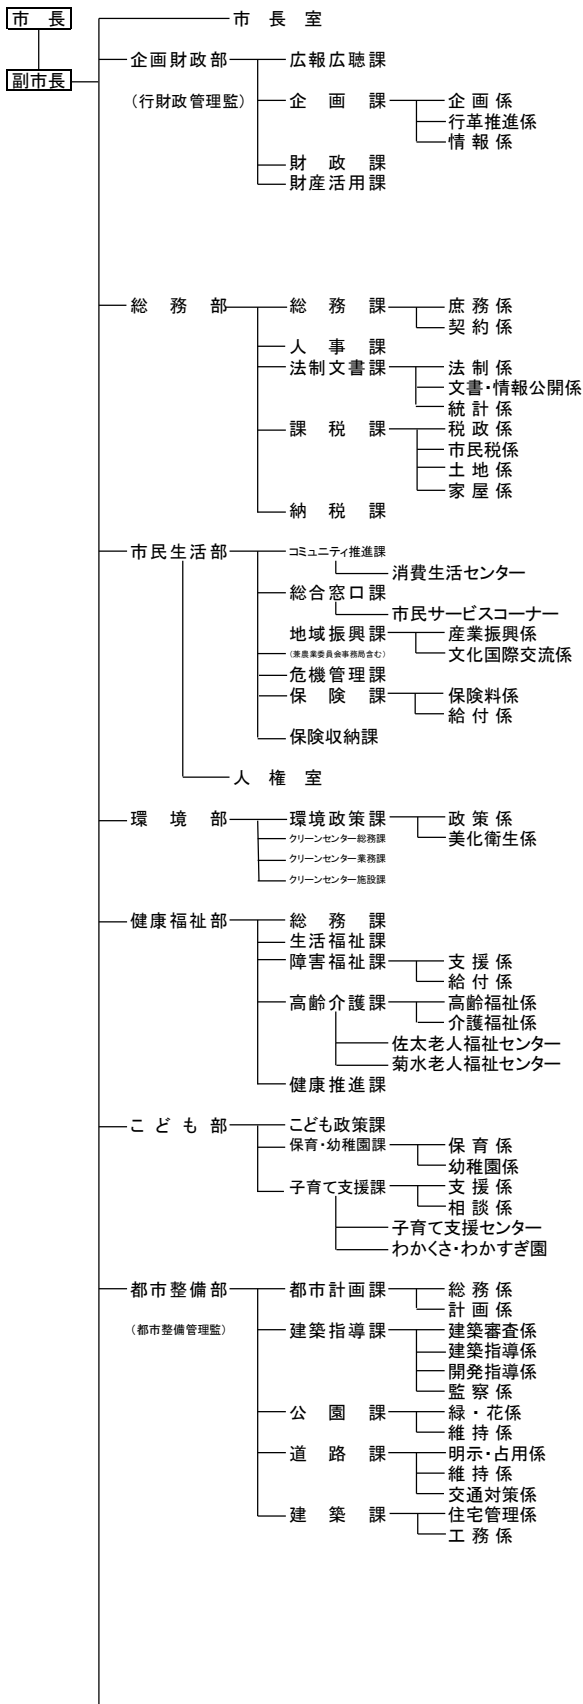 市長
市長室
副市長
企画財政部 広報広聴課
(行財政管理監) 企画課 企画係
行革推進係
情報係
財政課
財産活用課
総務部 総務課 庶務係
契約係
人事課
法制文書課 法制係
文書・情報公開係
統計係
課税課 税政係
市民税係
土地係
家屋係
納税課
市民生活部 コミュニティ推進課
消費生活センター
総合窓口課
市民サービスコーナー
地域振興課 産業振興係
(兼農業委員会事務局含む) 文化国際交流係
危機管理課
保険課 保険料係
給付係
保険収納課
人権室
環境部 環境政策課 政策係
クリーンセンター総務課 美化衛生係
クリーンセンター業務課
クリーンセンター施設課
健康福祉部 総務課
生活福祉課
障害福祉課 支援係
給付係
高齢介護課 高齢福祉係
介護福祉係
佐太老人福祉センター
菊水老人福祉センター
健康推進課
こども部 こども政策課
保育・幼稚園課 保育係
幼稚園係
子育て支援課 支援係
相談係
子育て支援センター
わかくさ・わかすぎ園
都市整備部 都市計画課 総務係
計画係
(都市整備管理監) 建築指導課 建築審査係
建築指導係
開発指導係
監察係
公園課 緑・花係
維持係
道路課 明示・占用係
維持係
交通対策係
建築課 住宅管理係
工務係